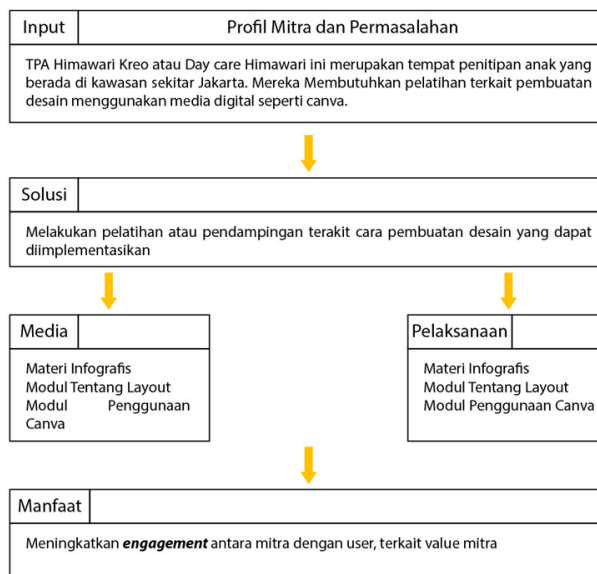 Input
Profil Mitra dan Permasalahan
TPA Himawari Kreo atau Day care Himawari ini merupakan tempat penitipan anak yang
berada di kawasan sekitar Jakarta. Mereka Membutuhkan pelatihan terkait pembuatan
desain menggunakan media digital seperti canva.
Solusi
Melakukan pelatihan atau pendampingan terakit cara pembuatan desain yang dapat
diimplementasikan
Media
Materi Infografis
Modul Tentang Layout
Modul Penggunaan
Canva
Pelaksanaan
Materi Infografis
Modul Tentang Layout
Modul Penggunaan Canva
Manfaat
Meningkatkan engagement antara mitra dengan user, terkait value mitra